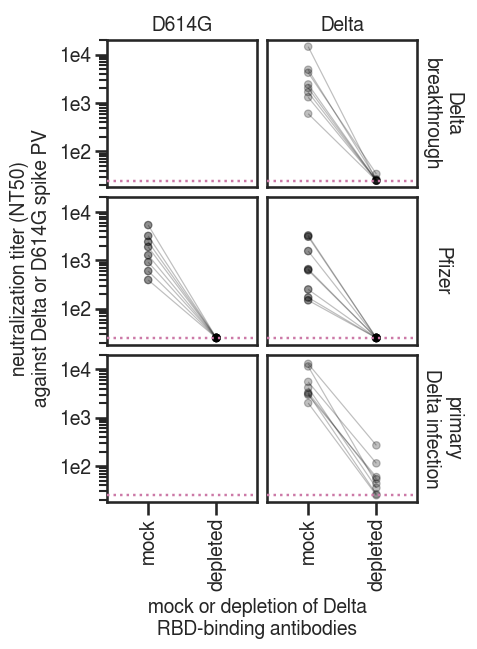 D614G
Delta
1e4
1e3
1e2
Delta
breakthrough
1e4
1e3
1e2
Pfizer
1e4
1e3
1e2
primary
Delta infection
neutralization titer (NT50)
against Delta or D614G spike PV
mock
depleted
mock
depleted
mock or depletion of Delta
RBD-binding antibodies